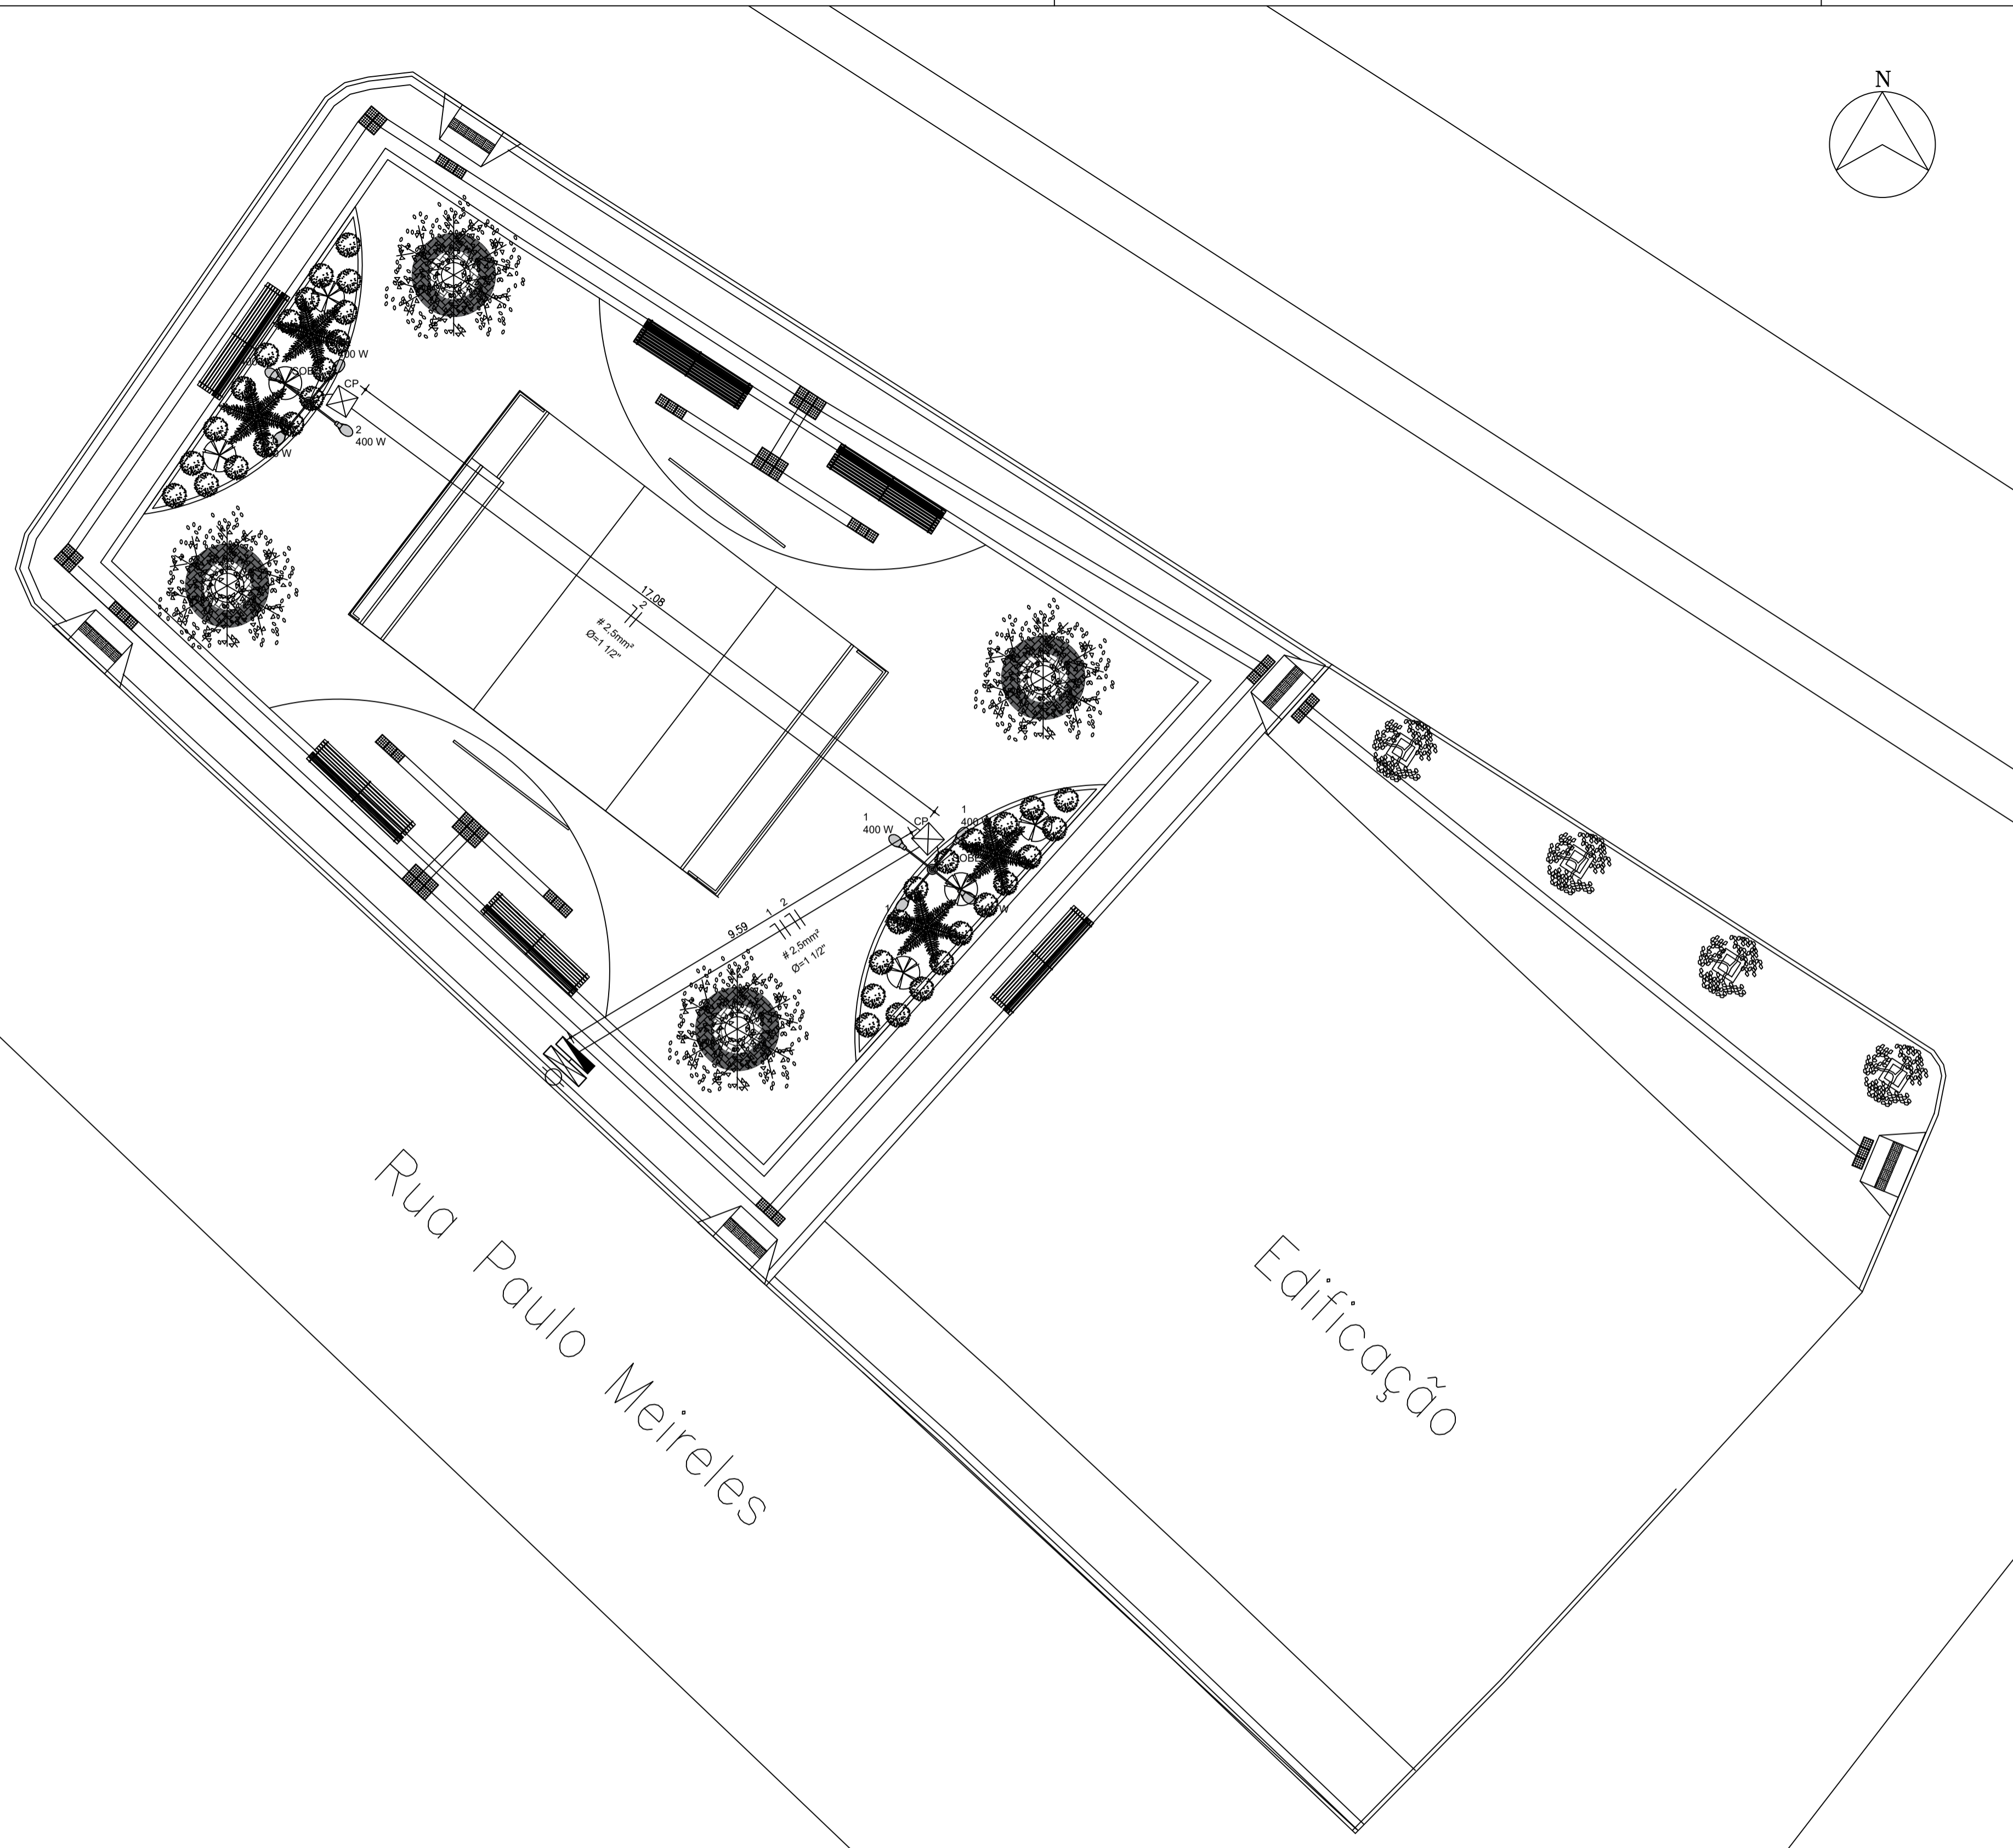 N
400 W
CP
2
400 W
17,08
2
# 2,5mm²
Ø=1 1/2"
1
400 W
CP
1
9,59
1
2
# 2,5mm²
Ø=1 1/2"
Rua Paulo Meireles
Edificação